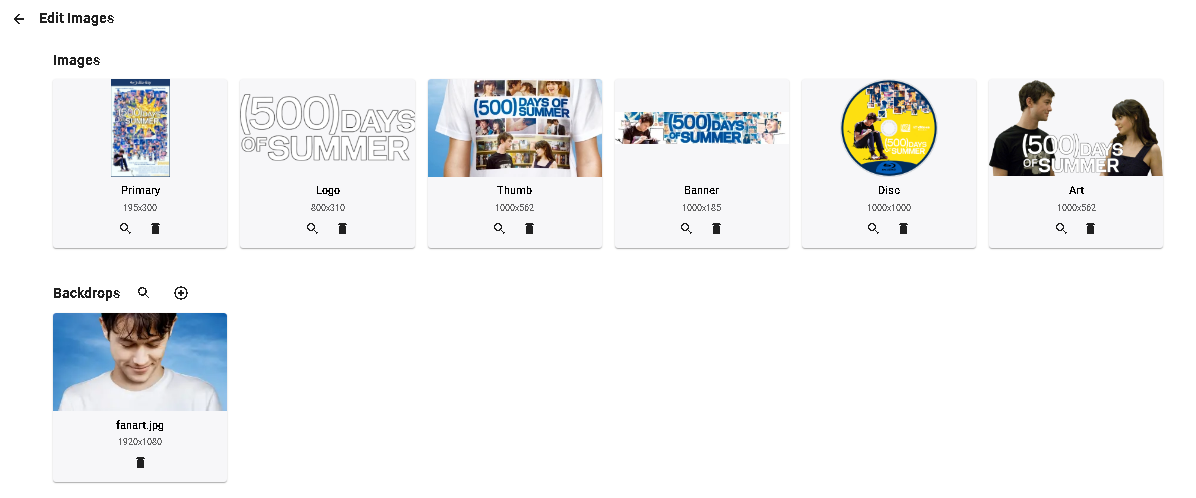 Edit Images
Images
(500) DAYS
OF SUMMER
(500) DAYS
OF SUMMER
(500) DAYS OF
SUMMER
(500) DAYS
OF SUMMER
(500) DAYS
OF SUMMER
(500) DAYS
OF SUMMER
Primary
Logo
Thumb
Banner
Disc
Art
195x300
800x310
1000x562
1000x185
1000x1000
1000x562
Backdrops
fanart.jpg
1920x1080